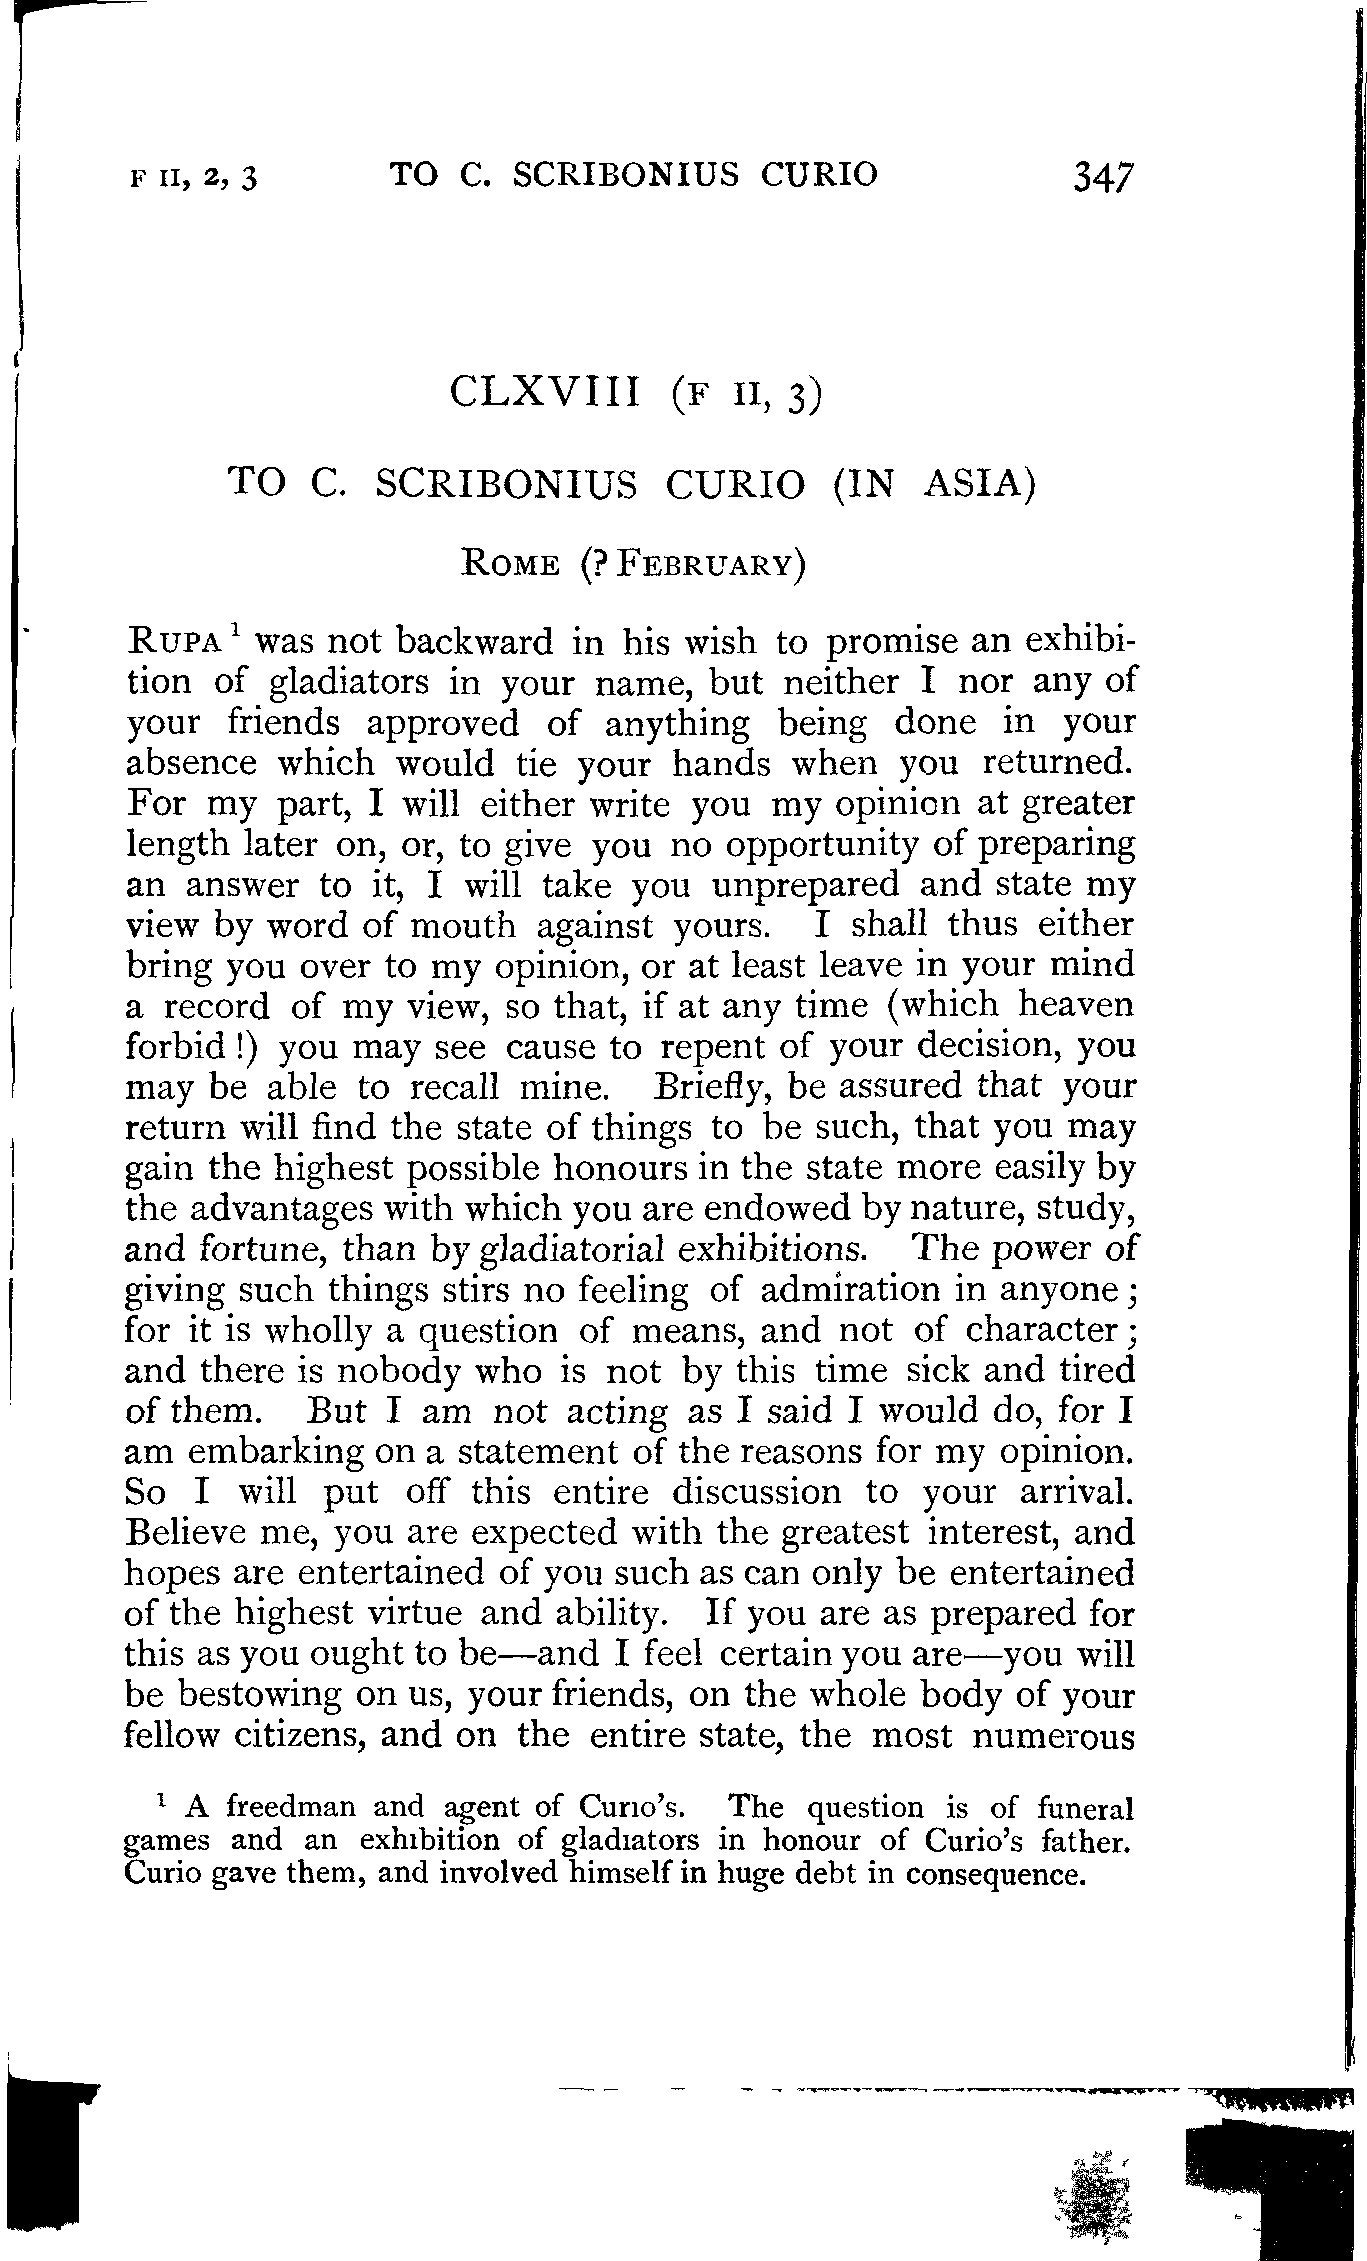 F II, 2, 3 TO C. SCRIBONIUS CURIO 347
CLXVIII (F II, 3)
TO C. SCRIBONIUS CURIO (IN ASIA)
ROME (? FEBRUARY)
RUPA ¹ was not backward in his wish to promise an exhibi-
tion of gladiators in your name, but neither I nor any of
your friends approved of anything being done in your
absence which would tie your hands when you returned.
For my part, I will either write you my opinion at greater
length later on, or, to give you no opportunity of preparing
an answer to it, I will take you unprepared and state my
view by word of mouth against yours. I shall thus either
bring you over to my opinion, or at least leave in your mind
a record of my view, so that, if at any time (which heaven
forbid !) you may see cause to repent of your decision, you
may be able to recall mine. Briefly, be assured that your
return will find the state of things to be such, that you may
gain the highest possible honours in the state more easily by
the advantages with which you are endowed by nature, study,
and fortune, than by gladiatorial exhibitions. The power of
giving such things stirs no feeling of admiration in anyone ;
for it is wholly a question of means, and not of character ;
and there is nobody who is not by this time sick and tired
of them. But I am not acting as I said I would do, for I
am embarking on a statement of the reasons for my opinion.
So I will put off this entire discussion to your arrival.
Believe me, you are expected with the greatest interest, and
hopes are entertained of you such as can only be entertained
of the highest virtue and ability. If you are as prepared for
this as you ought to be—and I feel certain you are—you will
be bestowing on us, your friends, on the whole body of your
fellow citizens, and on the entire state, the most numerous
¹ A freedman and agent of Curio's. The question is of funeral
games and an exhibition of gladiators in honour of Curio's father.
Curio gave them, and involved himself in huge debt in consequence.